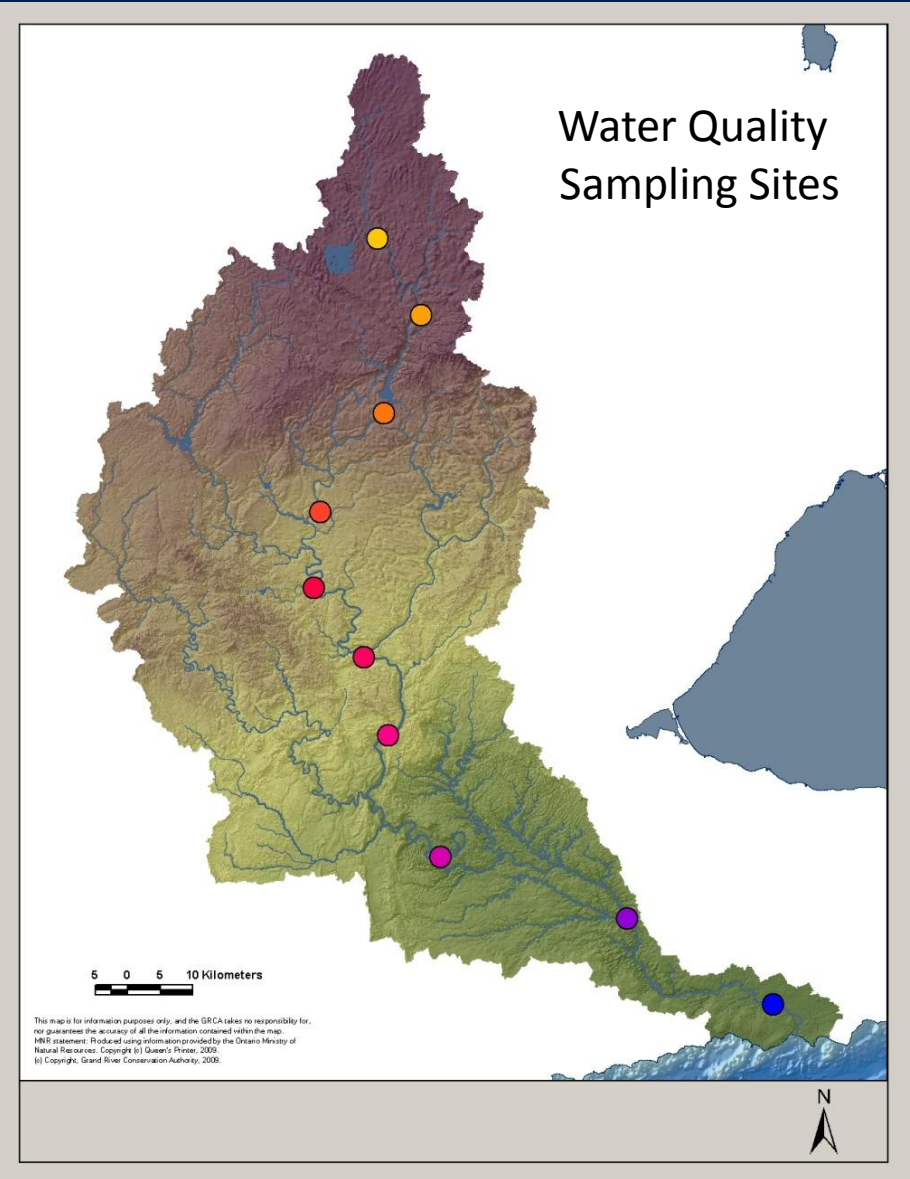 Water Quality
Sampling Sites
5 0 5 10 Kilometers
This map is for information purposes only, and the GRCA takes no responsibility for,
nor guarantees the accuracy of all the information contained within the map.
MNR statement: Produced using information provided by the Ontario Ministry of
Natural Resources. Copyright (c) Queen's Printer, 2009.
(c) Copyright, Grand River Conservation Authority, 2009.
N